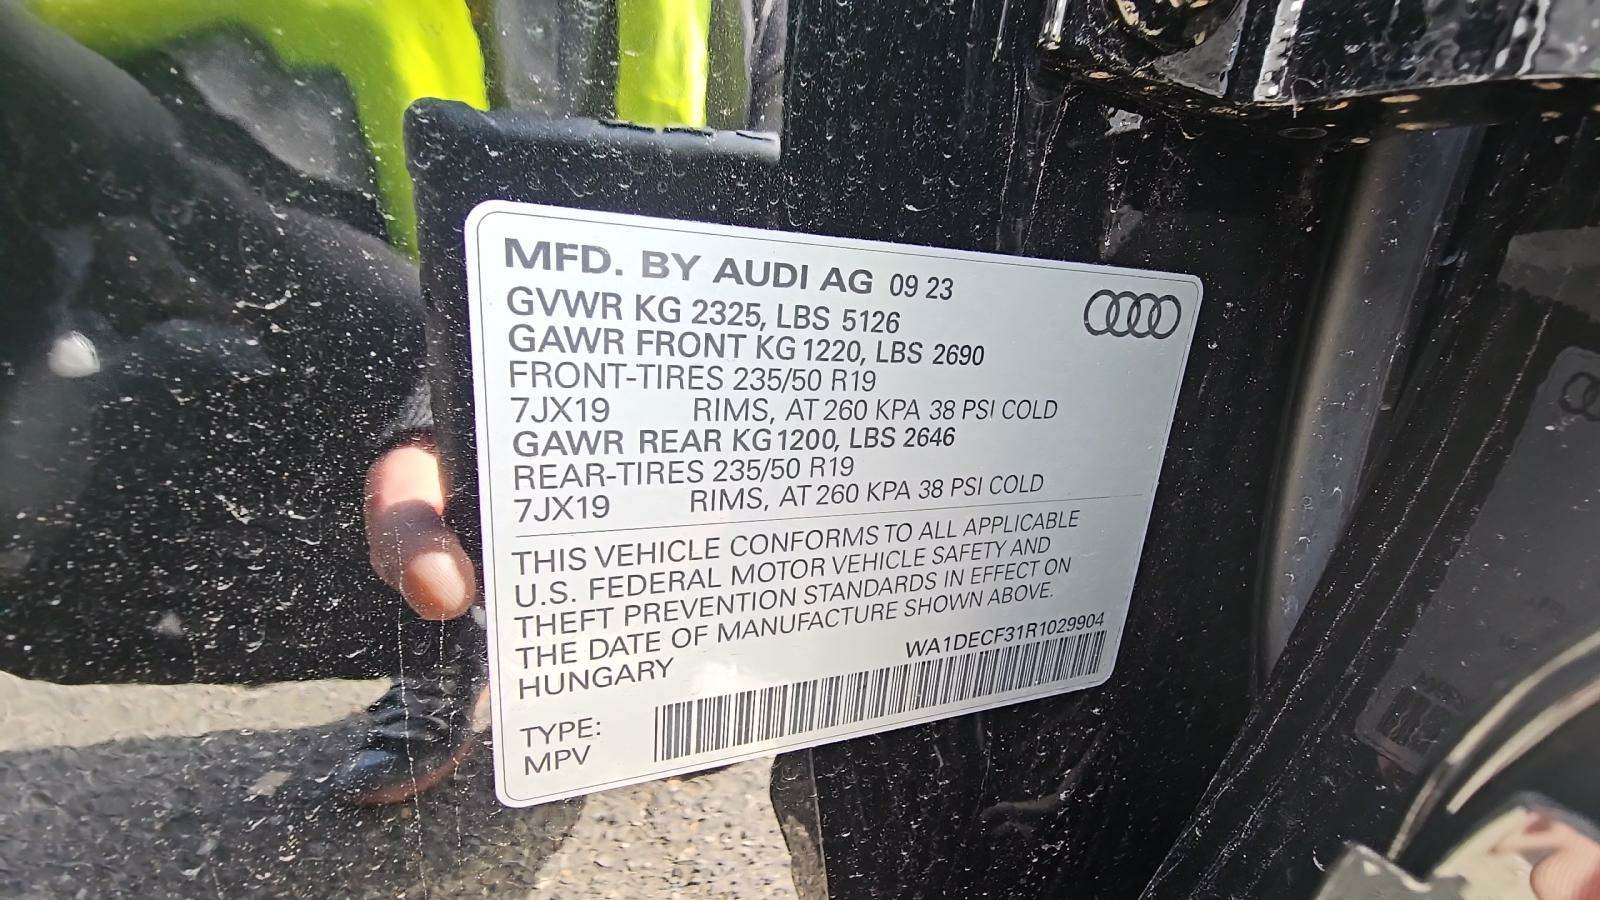 MFD. BY AUDI AG 09 23
GVWR KG 2325, LBS 5126
GAWR FRONT KG 1220, LBS 2690
FRONT-TIRES 235/50 R19
7JX19 RIMS, AT 260 KPA 38 PSI COLD
GAWR REAR KG 1200, LBS 2646
REAR-TIRES 235/50 R19
7JX19 RIMS, AT 260 KPA 38 PSI COLD
THIS VEHICLE CONFORMS TO ALL APPLICABLE
U.S. FEDERAL MOTOR VEHICLE SAFETY AND
THEFT PREVENTION STANDARDS IN EFFECT ON
THE DATE OF MANUFACTURE SHOWN ABOVE.
HUNGARY
WA1DECF31R1029904
TYPE:
MPV